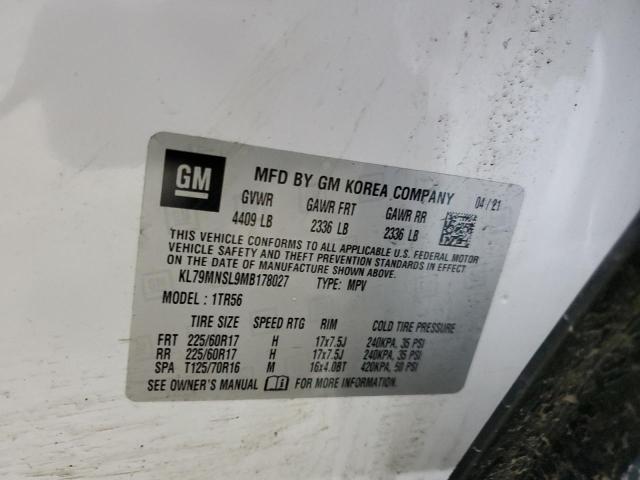 GM MFD BY GM KOREA COMPANY 04/21
GVWR GAWR FRT GAWR RR
4409 LB 2336 LB 2336 LB
THIS VEHICLE CONFORMS TO ALL APPLICABLE U.S. FEDERAL MOTOR
VEHICLE SAFETY AND THEFT PREVENTION STANDARDS IN EFFECT ON
THE DATE OF MANUFACTURE SHOWN ABOVE.
KL79MNSL9MB178027 TYPE: MPV
MODEL : 1TR56
TIRE SIZE SPEED RTG RIM COLD TIRE PRESSURE
FRT 225/60R17 H 17x7.5J 240KPA, 35 PSI
RR 225/60R17 H 17x7.5J 240KPA, 35 PSI
SPA T125/70R16 M 16x4.0BT 420KPA, 60 PSI
SEE OWNER'S MANUAL FOR MORE INFORMATION.